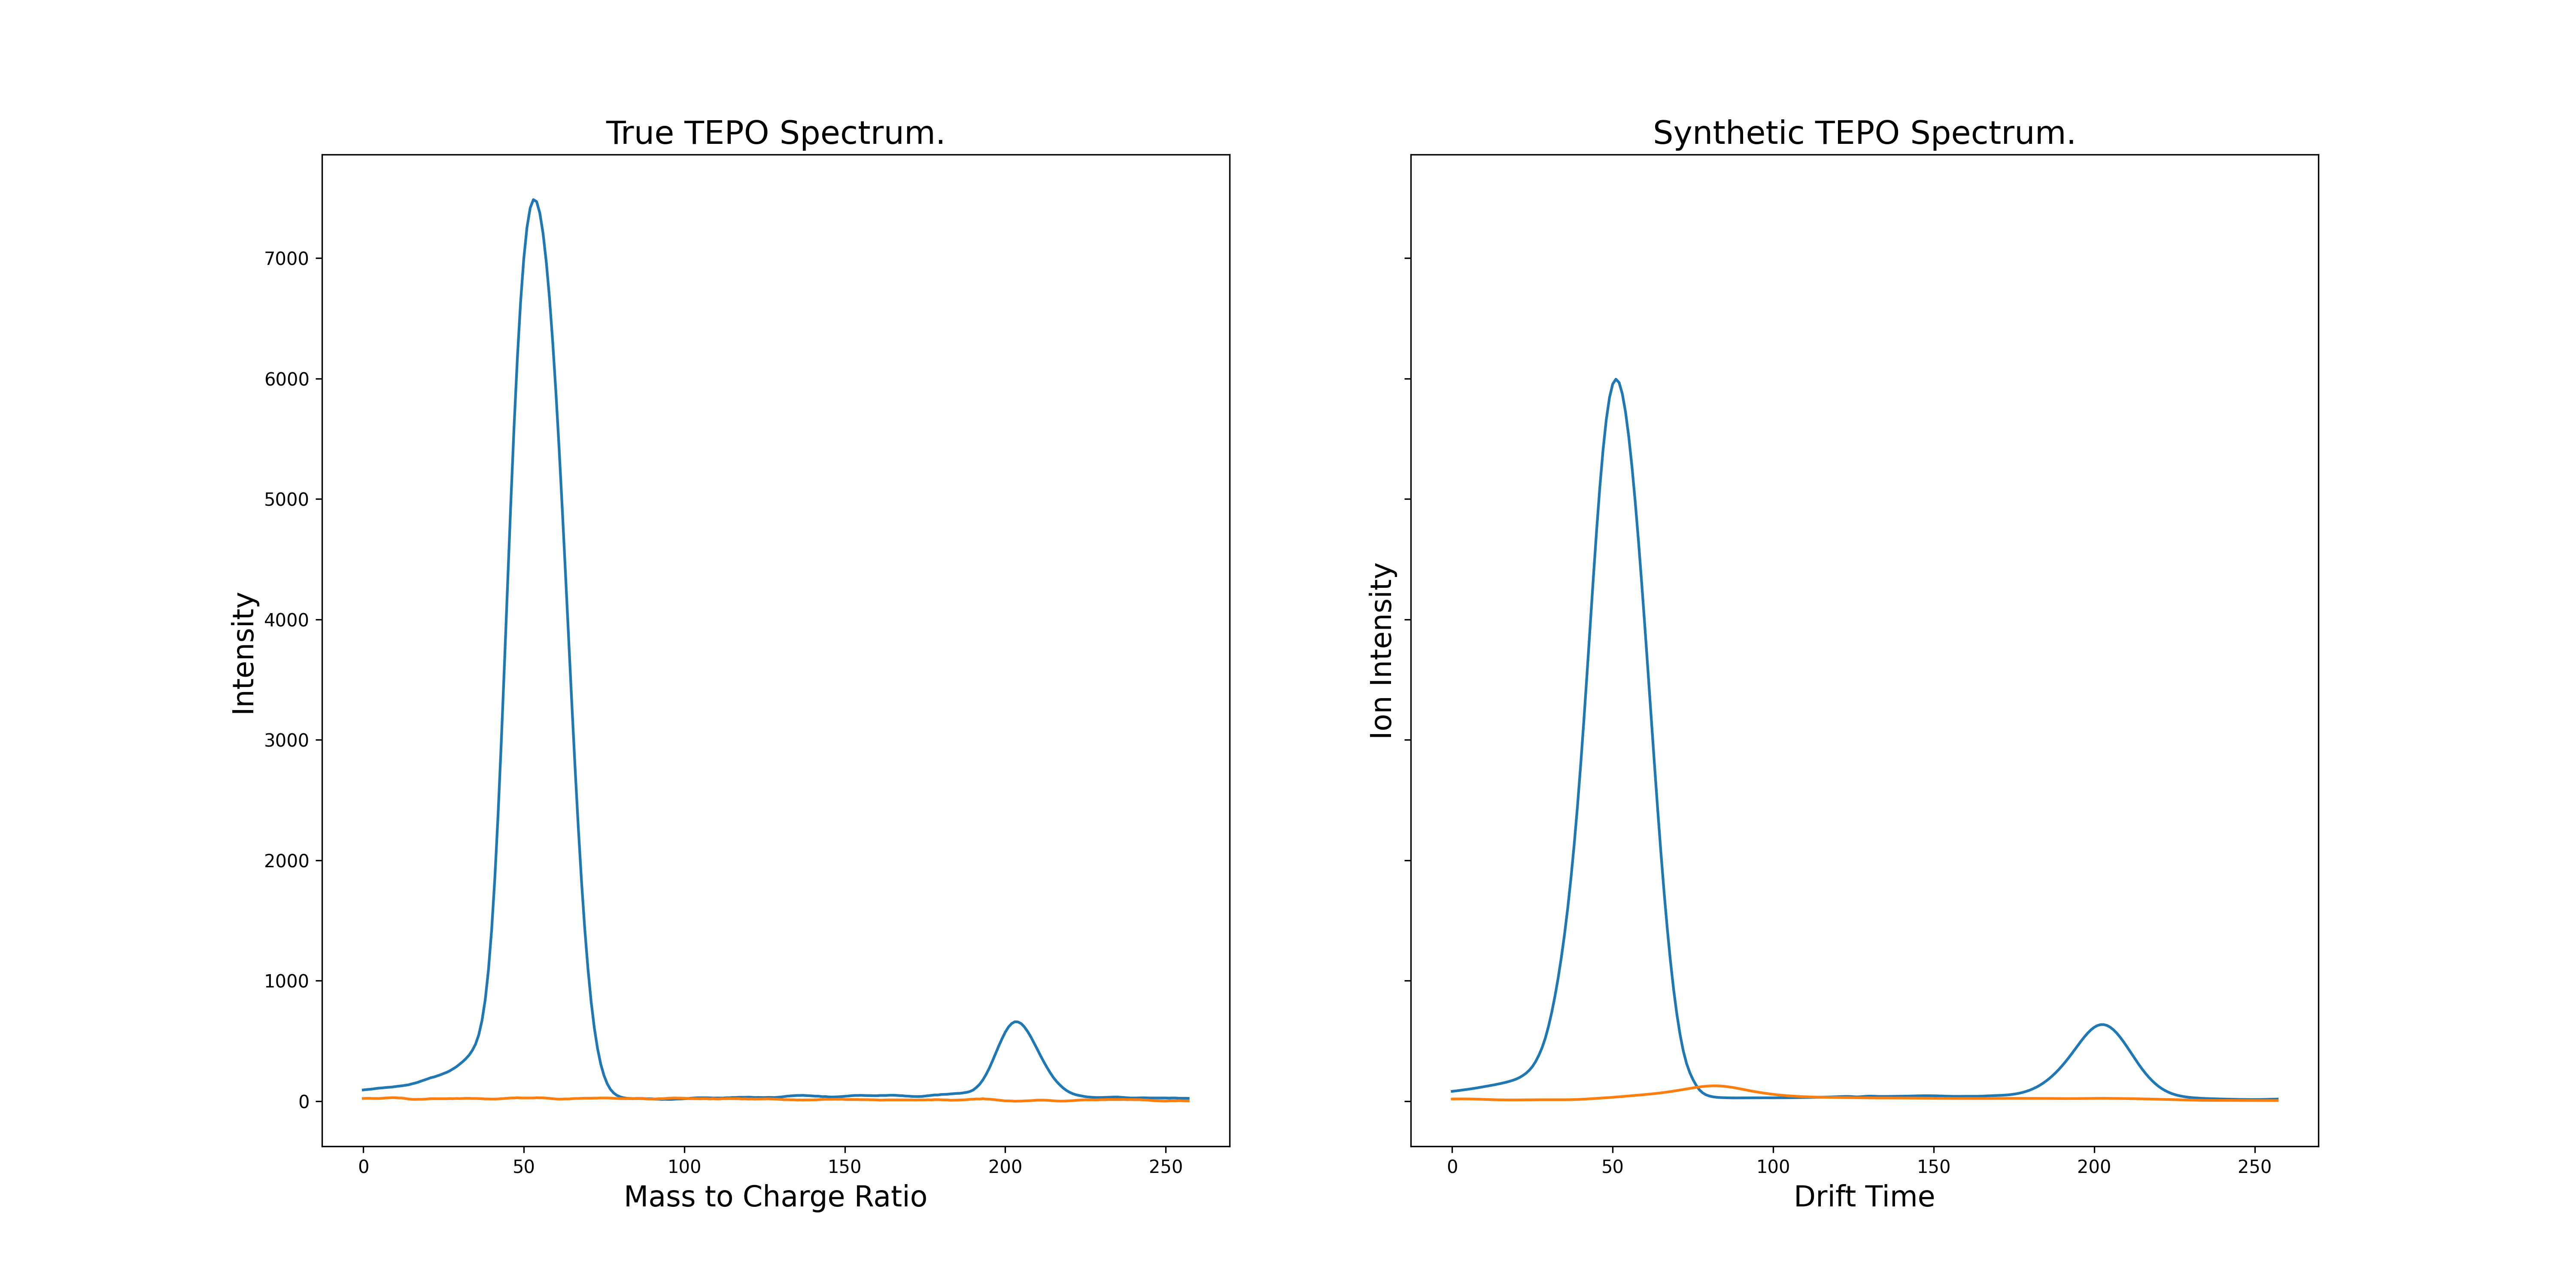 True TEPO Spectrum.
Intensity
7000
6000
5000
4000
3000
2000
1000
0
0 50 100 150 200 250
Mass to Charge Ratio
Synthetic TEPO Spectrum.
Ion Intensity
0 50 100 150 200 250
Drift Time